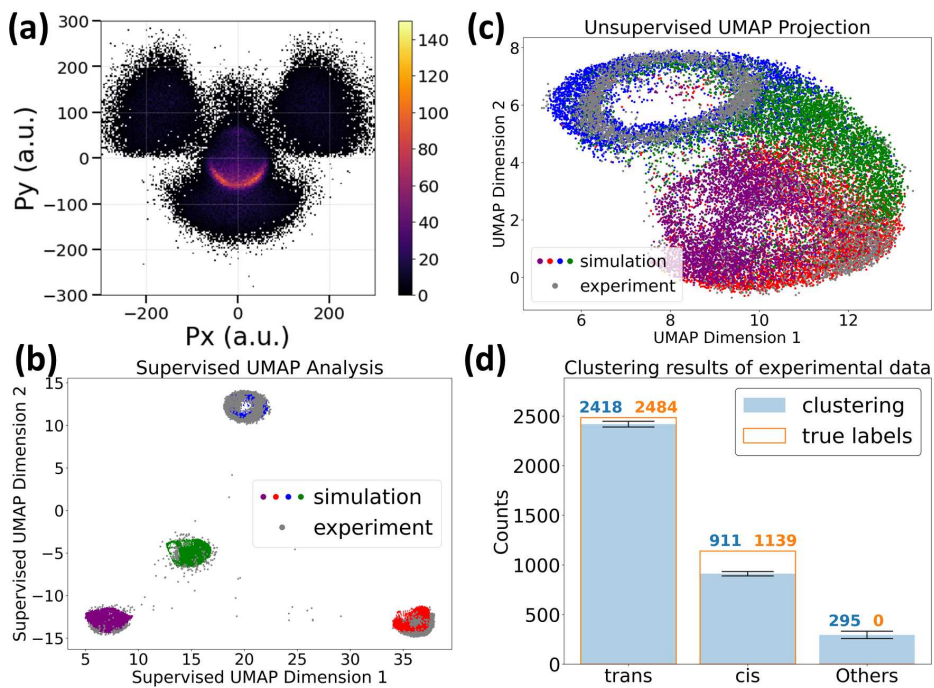 (a)
300
200
100
0
−100
−200
−300
−200
0
200
Py (a.u.)
Px (a.u.)
140
120
100
80
60
40
20
0
(c)
Unsupervised UMAP Projection
8
6
4
2
0
6
8
10
12
UMAP Dimension 2
UMAP Dimension 1
simulation
experiment
(b)
Supervised UMAP Analysis
15
10
5
0
−5
−10
−15
5
10
15
20
25
30
35
Supervised UMAP Dimension 2
Supervised UMAP Dimension 1
simulation
experiment
(d)
Clustering results of experimental data
2500
2000
1500
1000
500
0
Counts
2418 2484
911 1139
295 0
clustering
true labels
trans
cis
Others